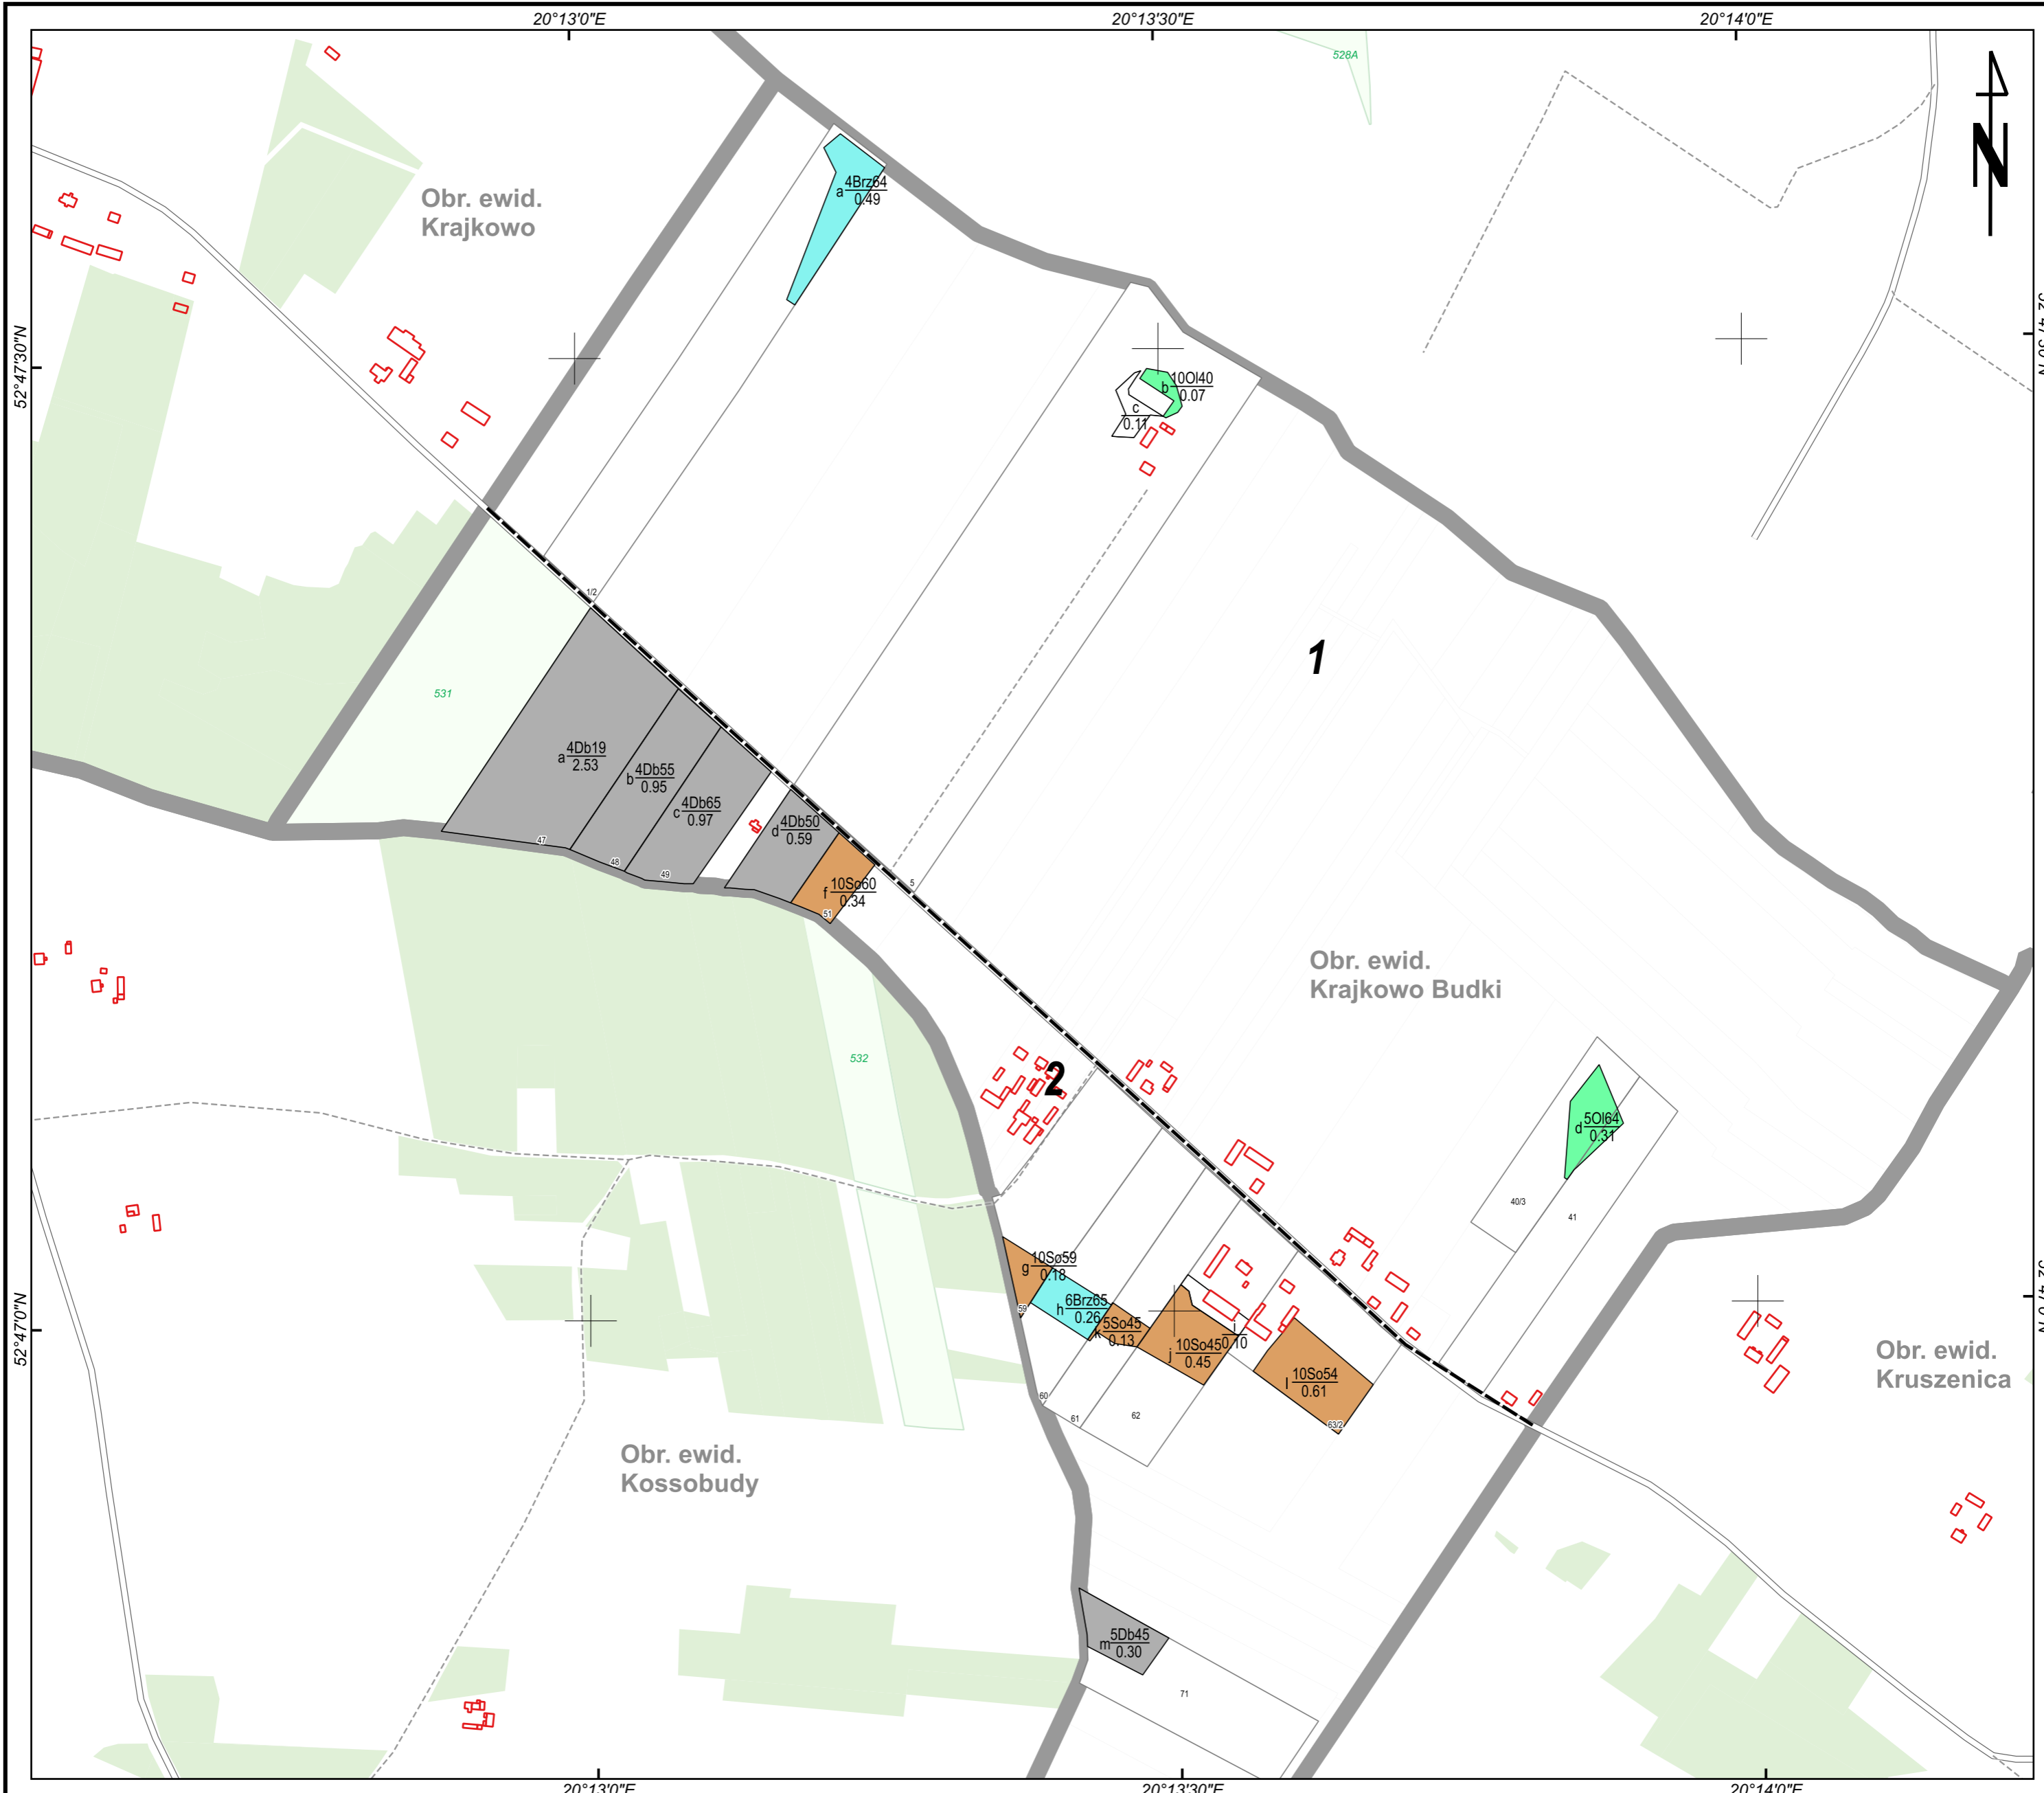 20°13'0"E
20°13'30"E
20°14'0"E
528A
N
4Brz64
a
0.49
Obr. ewid.
Krajkowo
52°47'30"N
10Ol40
b
0.07
c
0.11
1/2
1
531
4Db19
a
2.53
4Db55
b
0.95
4Db65
c
0.97
4Db50
d
0.59
47
48
49
10So60
f
0.34
5
51
Obr. ewid.
Krajkowo Budki
532
2
5Ol64
d
0.31
40/3
41
10So59
g
0.18
6Brz65
h
0.26
59
5So45
k
0.13
i
0.10
10So45
j
0.45
10So54
l
0.61
52°47'0"N
Obr. ewid.
Kruszenica
60
61
62
63/2
Obr. ewid.
Kossobudy
5Db45
m
0.30
71
20°13'0"E
20°13'30"E
20°14'0"E